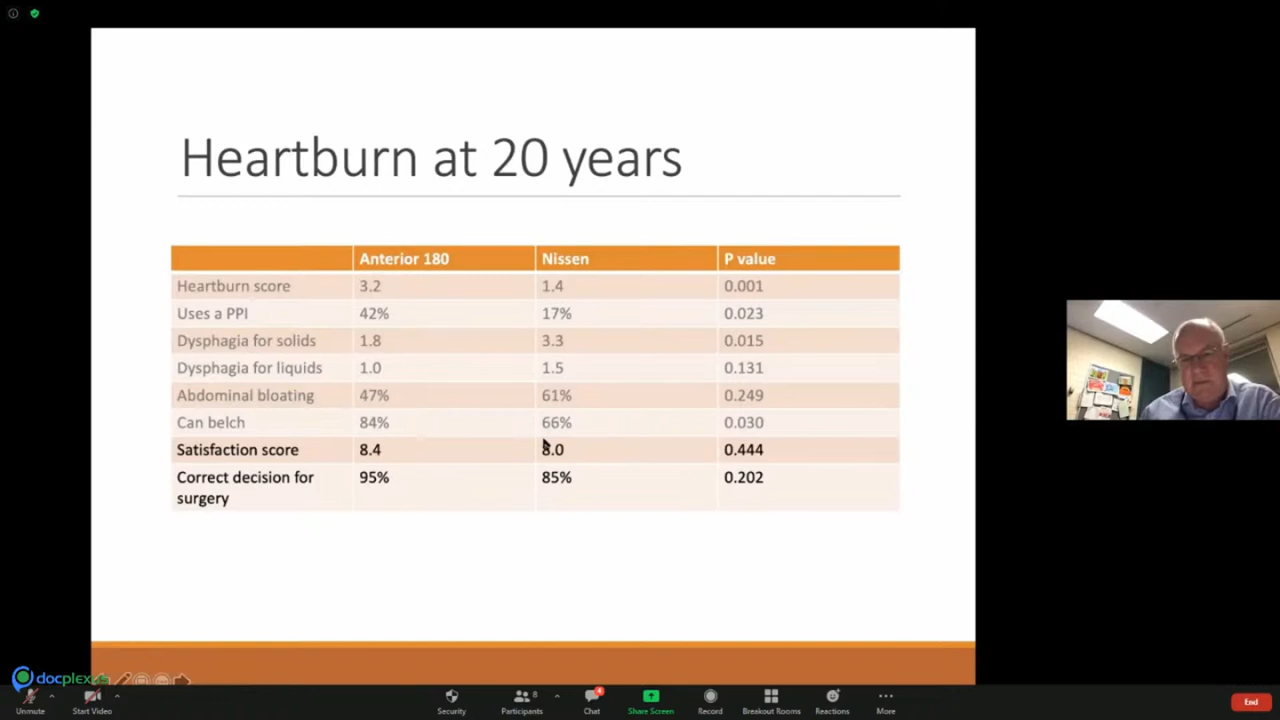 Heartburn at 20 years
Anterior 180 Nissen P value
Heartburn score 3.2 1.4 0.001
Uses a PPI 42% 17% 0.023
Dysphagia for solids 1.8 3.3 0.015
Dysphagia for liquids 1.0 1.5 0.131
Abdominal bloating 47% 61% 0.249
Can belch 84% 66% 0.030
Satisfaction score 8.4 8.0 0.444
Correct decision for 95% 85% 0.202
surgery
docplexus
8 4
Unmute Start Video Security Participants Chat Share Screen Record Breakout Rooms Reactions More End